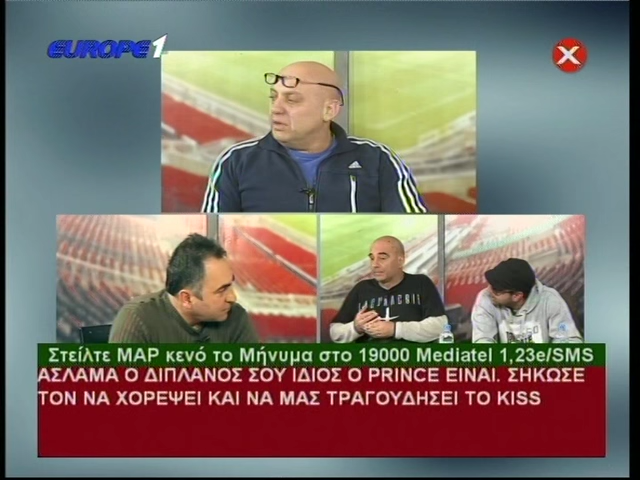 EUROPE1
X
Στείλτε ΜΑΡ κενό το Μήνυμα στο 19000 Mediatel 1,23e/SMS
ΑΣΛΑΜΑ Ο ΔΙΠΛΑΝΟΣ ΣΟΥ ΙΔΙΟΣ Ο PRINCE ΕΙΝΑΙ. ΣΗΚΩΣΕ
ΤΟΝ ΝΑ ΧΟΡΕΨΕΙ ΚΑΙ ΝΑ ΜΑΣ ΤΡΑΓΟΥΔΗΣΕΙ ΤΟ KISS